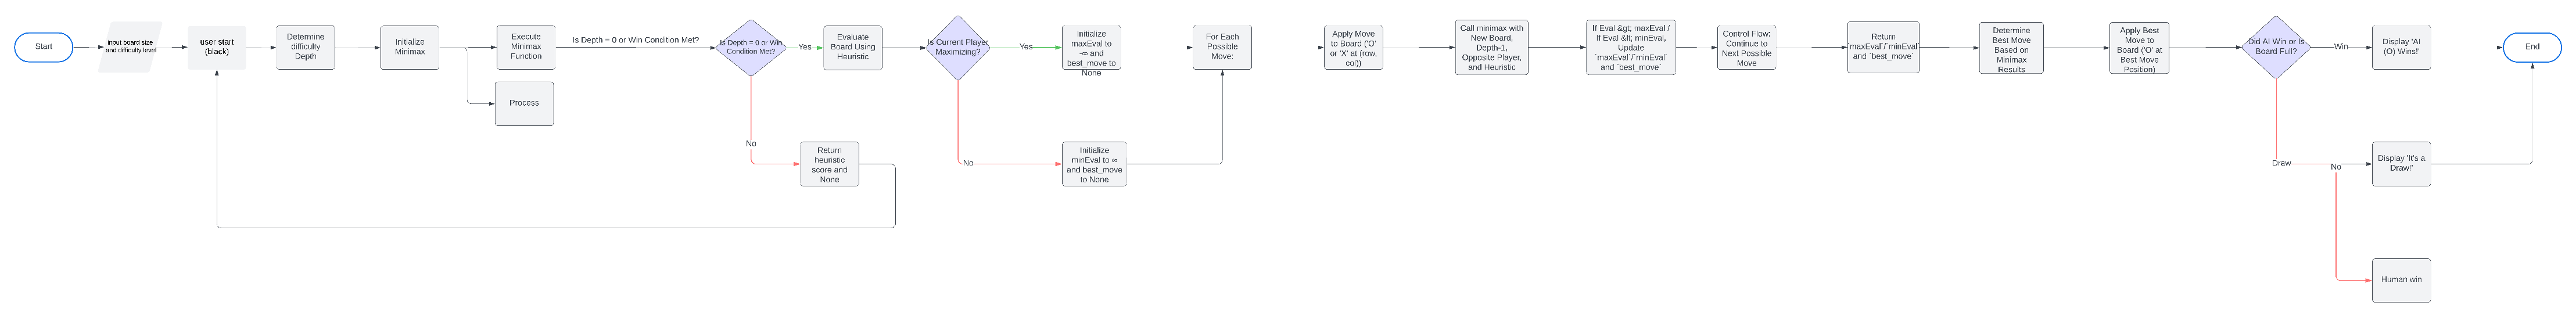 Start
input board size
and difficulty level
user start
(black)
Determine
difficulty
Depth
Initialize
Minimax
Execute
Minimax
Function
Process
Is Depth = 0 or Win Condition Met?
Is Depth = 0 or Win
Condition Met?
Yes
No
Evaluate
Board Using
Heuristic
Return
heuristic
score and
None
Is Current Player
Maximizing?
Yes
No
Initialize
maxEval to
-∞ and
best_move to
None
Initialize
minEval to ∞
and best_move
to None
For Each
Possible
Move:
Apply Move
to Board ('O'
or 'X' at (row,
col))
Call minimax with
New Board,
Depth-1,
Opposite Player,
and Heuristic
If Eval &gt; maxEval /
If Eval &lt; minEval,
Update
`maxEval`/`minEval`
and `best_move`
Control Flow:
Continue to
Next Possible
Move
Return
`maxEval`/`minEval`
and `best_move`
Determine
Best Move
Based on
Minimax
Results
Apply Best
Move to
Board ('O' at
Best Move
Position)
Did AI Win or Is
Board Full?
Win
Draw
No
Display 'AI
(O) Wins!'
Display 'It's a
Draw!'
Human win
End